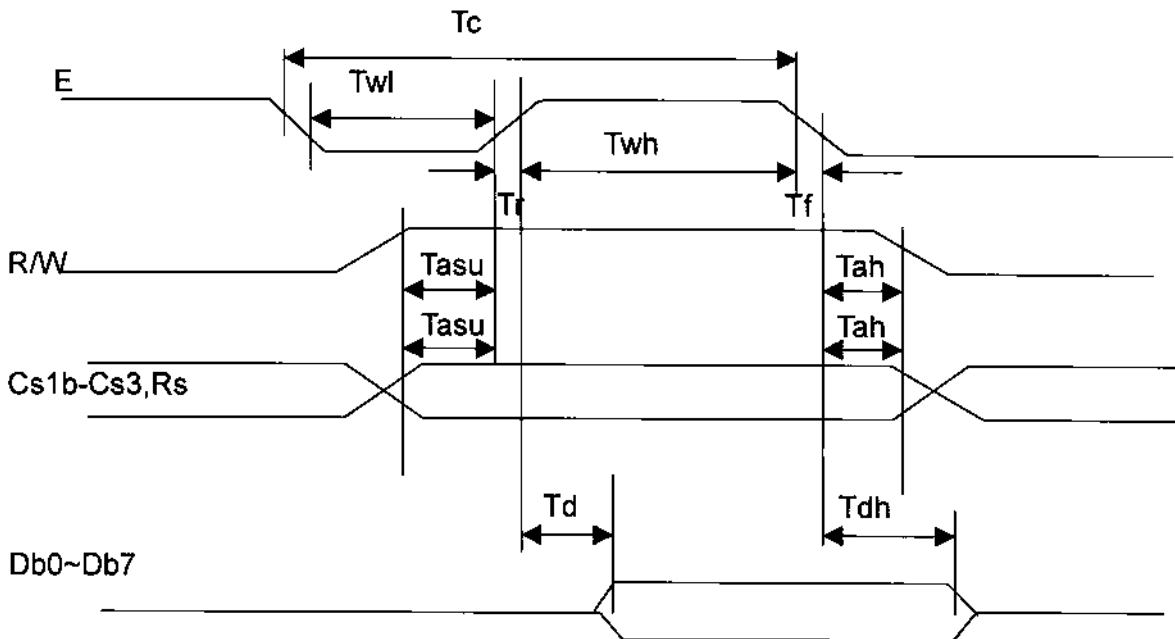 Tc
E
Twl
Twh
Tr
Tf
R/W
Tasu
Tah
Tasu
Tah
Cs1b-Cs3,Rs
Td
Tdh
Db0~Db7